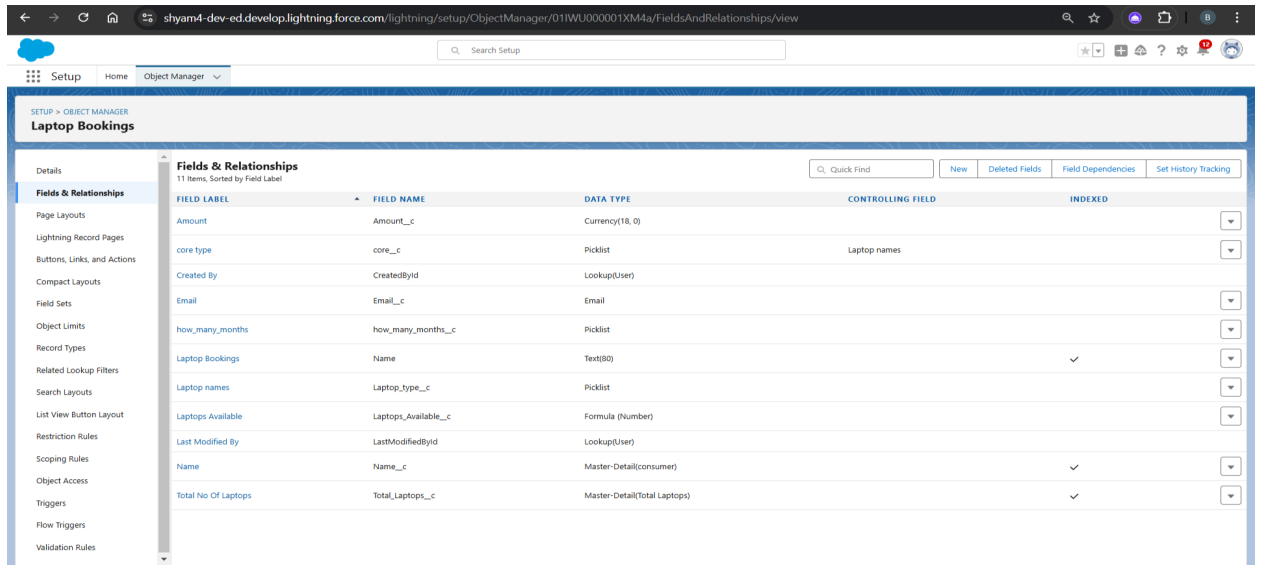 shyam4-dev-ed.develop.lightning.force.com/lightning/setup/ObjectManager/01IWU000001XM4a/FieldsAndRelationships/view
B
Search Setup
12
Setup Home Object Manager
SETUP > OBJECT MANAGER
Laptop Bookings
Details
Fields & Relationships
Page Layouts
Lightning Record Pages
Buttons, Links, and Actions
Compact Layouts
Field Sets
Object Limits
Record Types
Related Lookup Filters
Search Layouts
List View Button Layout
Restriction Rules
Scoping Rules
Object Access
Triggers
Flow Triggers
Validation Rules
Fields & Relationships
11 Items, Sorted by Field Label
Quick Find New Deleted Fields Field Dependencies Set History Tracking
FIELD LABEL FIELD NAME DATA TYPE CONTROLLING FIELD INDEXED
Amount Amount__c Currency(18, 0)
core type core__c Picklist Laptop names
Created By CreatedById Lookup(User)
Email Email__c Email
how_many_months how_many_months__c Picklist
Laptop Bookings Name Text(80)
Laptop names Laptop_type__c Picklist
Laptops Available Laptops_Available__c Formula (Number)
Last Modified By LastModifiedById Lookup(User)
Name Name__c Master-Detail(consumer)
Total No Of Laptops Total_Laptops__c Master-Detail(Total Laptops)